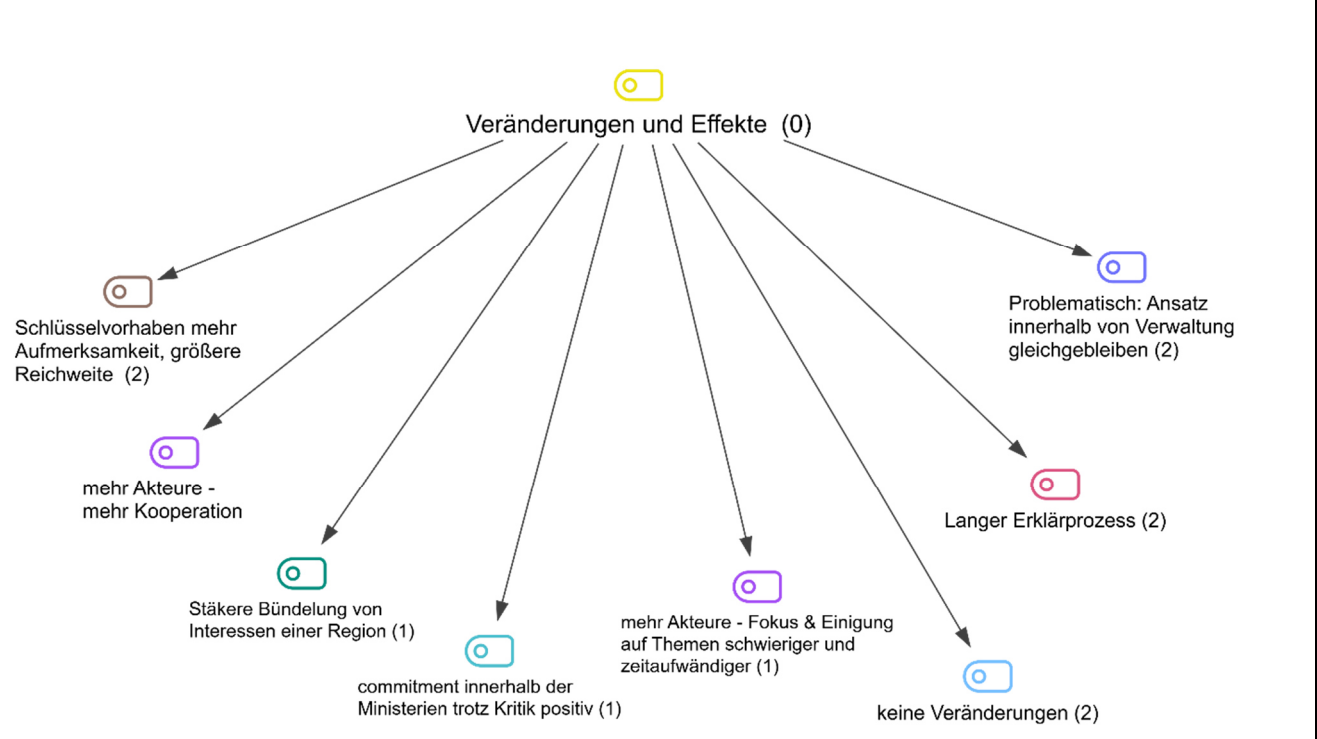 Veränderungen und Effekte (0)
Schlüsselvorhaben mehr
Aufmerksamkeit, größere
Reichweite (2)
mehr Akteure -
mehr Kooperation
Stäkere Bündelung von
Interessen einer Region (1)
commitment innerhalb der
Ministerien trotz Kritik positiv (1)
mehr Akteure - Fokus & Einigung
auf Themen schwieriger und
zeitaufwändiger (1)
keine Veränderungen (2)
Langer Erklärprozess (2)
Problematisch: Ansatz
innerhalb von Verwaltung
gleichgebleiben (2)